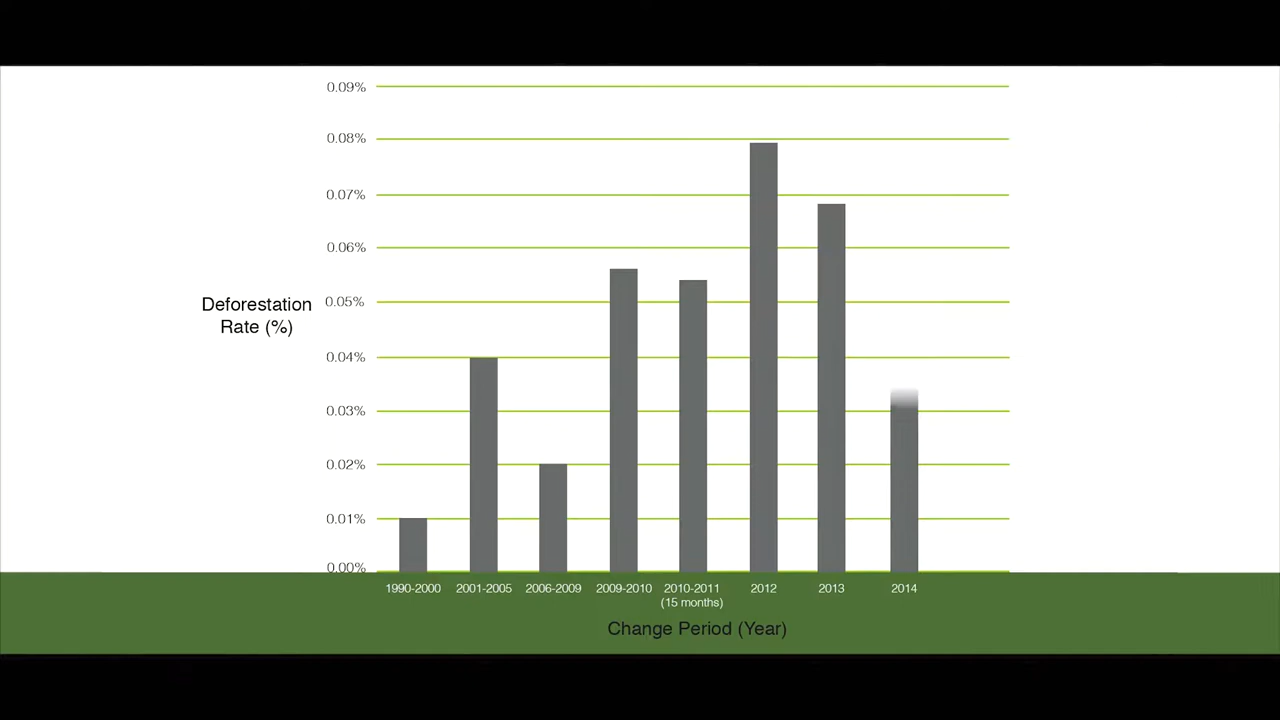 0.09%
0.08%
0.07%
0.06%
Deforestation
Rate (%)
0.05%
0.04%
0.03%
0.02%
0.01%
0.00%
1990-2000 2001-2005 2006-2009 2009-2010 2010-2011 2012 2013 2014
(15 months)
Change Period (Year)